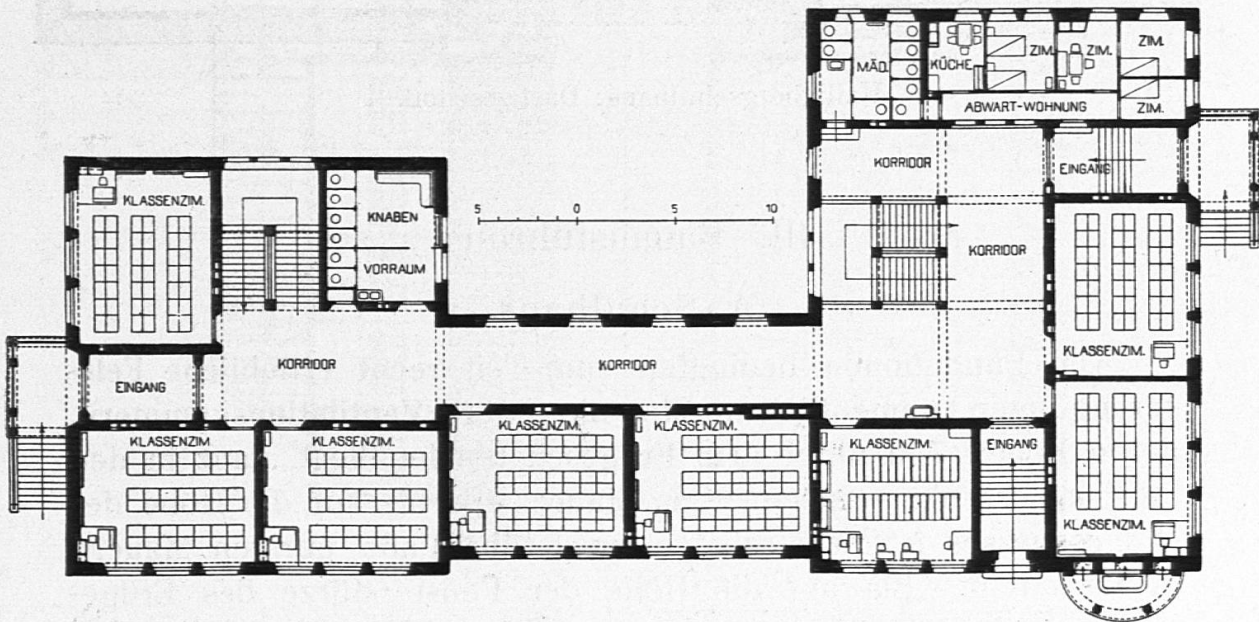 MÄD.
KÜCHE
ZIM.
ZIM.
ZIM.
ZIM.
ABWART-WOHNUNG
KORRIDOR
EINGANG
KLASSENZIM.
KNABEN
VORRAUM
5 0 5 10
KORRIDOR
KLASSENZIM.
EINGANG
KORRIDOR
KORRIDOR
KLASSENZIM.
KLASSENZIM.
KLASSENZIM.
KLASSENZIM.
KLASSENZIM.
EINGANG
KLASSENZIM.